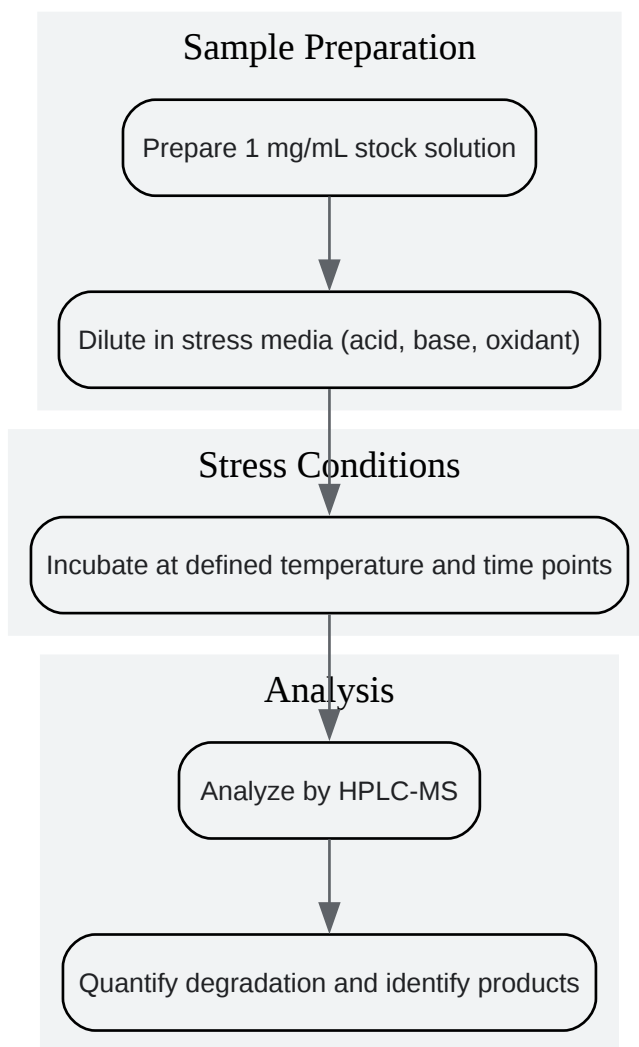 Sample Preparation
Prepare 1 mg/mL stock solution
Dilute in stress media (acid, base, oxidant)
Stress Conditions
Incubate at defined temperature and time points
Analysis
Analyze by HPLC-MS
Quantify degradation and identify products